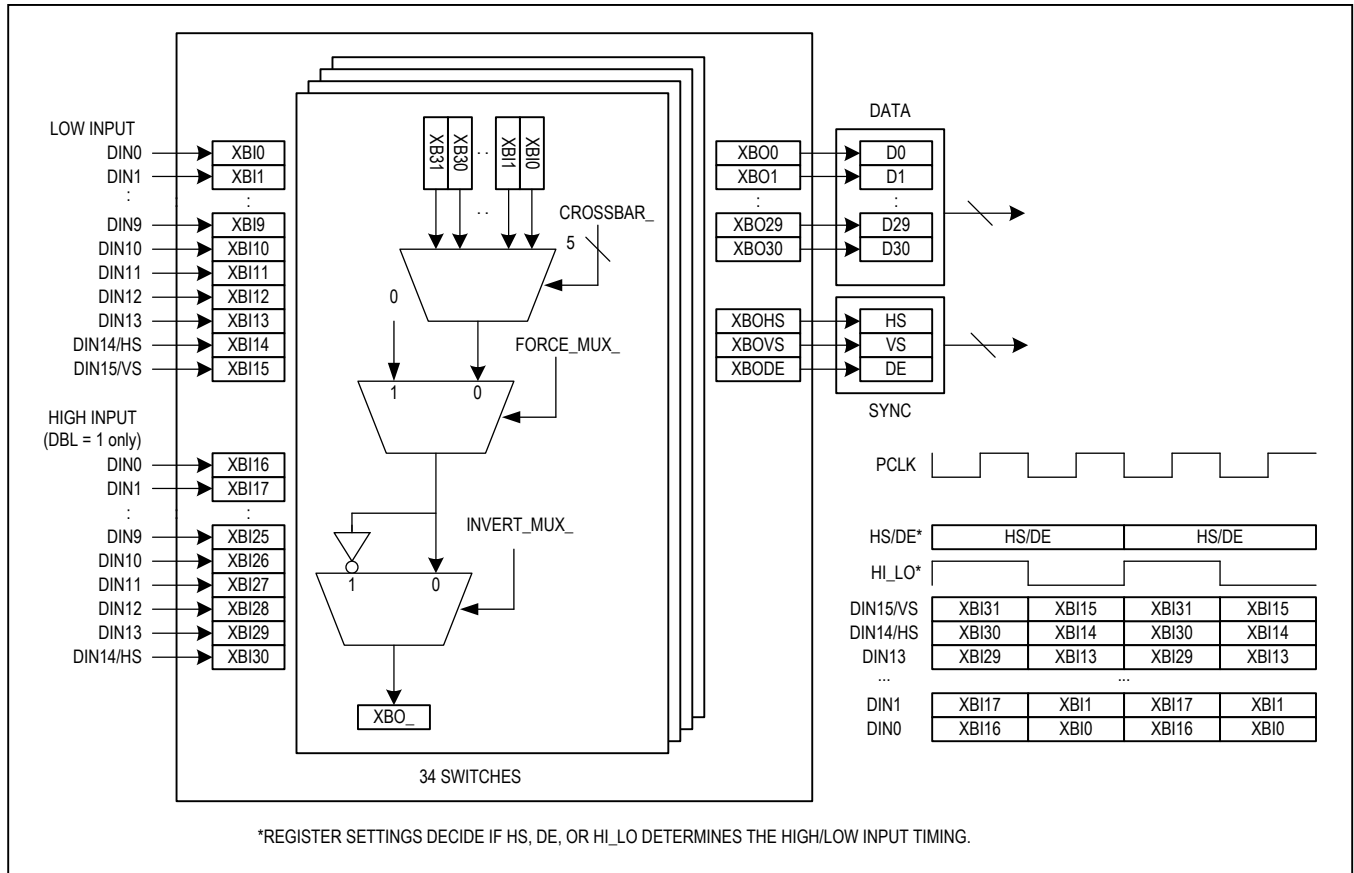 LOW INPUT
DIN0 XBI0
DIN1 XBI1
: :
DIN9 XBI9
DIN10 XBI10
DIN11 XBI11
DIN12 XBI12
DIN13 XBI13
DIN14/HS XBI14
DIN15/VS XBI15
HIGH INPUT
(DBL = 1 only)
DIN0 XBI16
DIN1 XBI17
: :
DIN9 XBI25
DIN10 XBI26
DIN11 XBI27
DIN12 XBI28
DIN13 XBI29
DIN14/HS XBI30
XB31 XB30 .. XBI1 XBI0
..
CROSSBAR_
5
0
FORCE_MUX_
1 0
INVERT_MUX_
1 0
XBO_
34 SWITCHES
DATA
XBO0 D0
XBO1 D1
: :
XBO29 D29
XBO30 D30
XBOHS HS
XBOVS VS
XBODE DE
SYNC
PCLK
HS/DE* HS/DE HS/DE
HI_LO*
DIN15/VS XBI31 XBI15 XBI31 XBI15
DIN14/HS XBI30 XBI14 XBI30 XBI14
DIN13 XBI29 XBI13 XBI29 XBI13
... ...
DIN1 XBI17 XBI1 XBI17 XBI1
DIN0 XBI16 XBI0 XBI16 XBI0
*REGISTER SETTINGS DECIDE IF HS, DE, OR HI_LO DETERMINES THE HIGH/LOW INPUT TIMING.